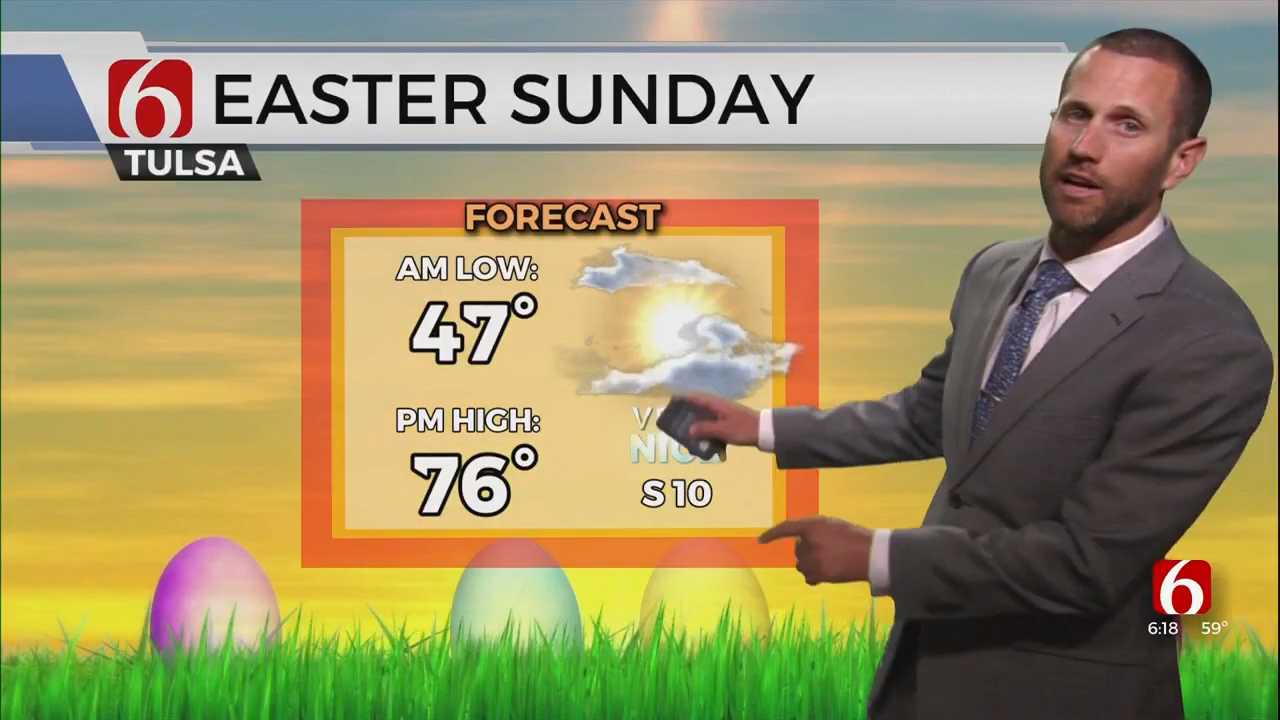 6 EASTER SUNDAY
TULSA
FORECAST
AM LOW:
47°
PM HIGH:
76°
S 10
6
6:18 59°